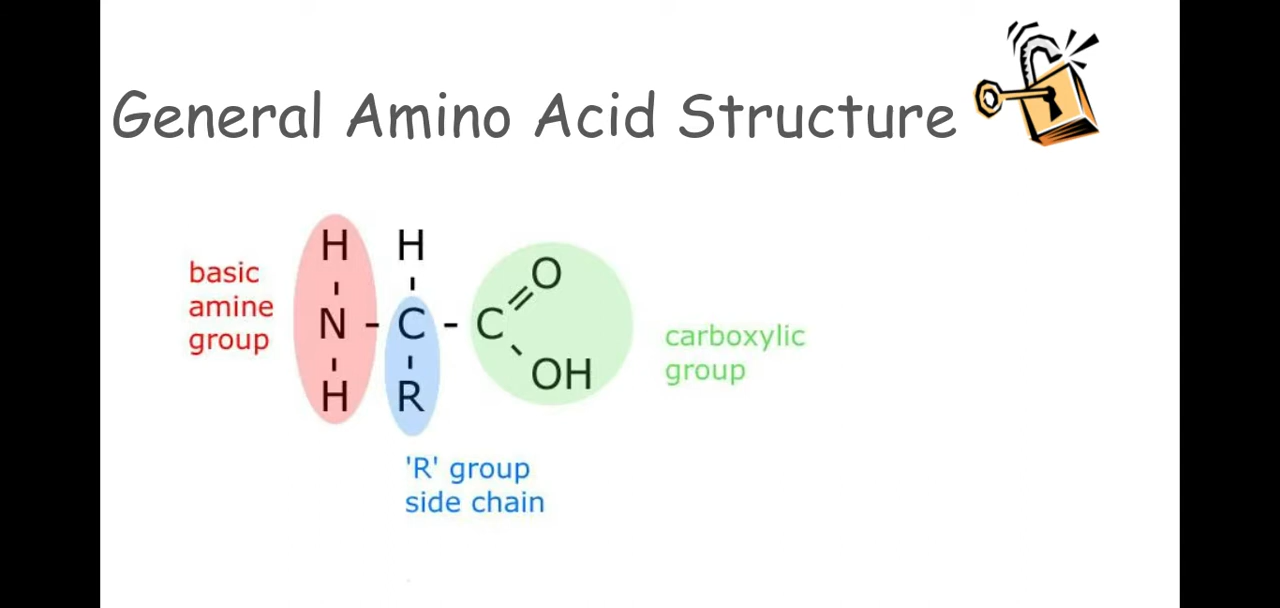 General Amino Acid Structure
H H
basic
amine
group
O
N - C - C
carboxylic
group
OH
H R
'R' group
side chain